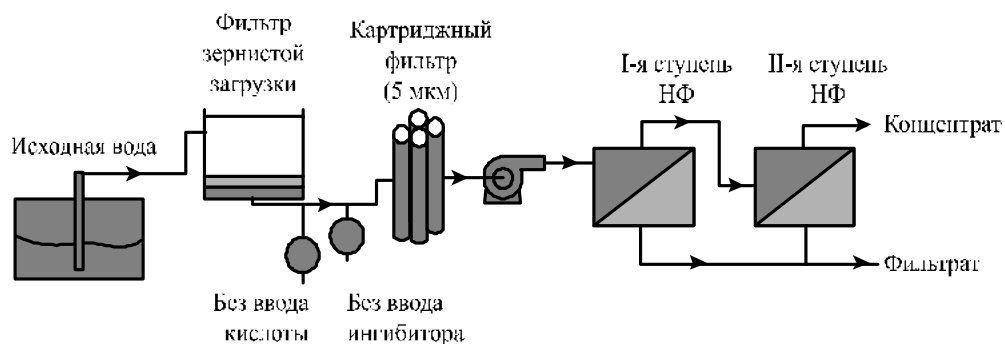 Фильтр
зернистой
загрузки
Картриджный
фильтр
(5 мкм)
I-я ступень
НФ
II-я ступень
НФ
Исходная вода
Концентрат
Фильтрат
Без ввода
кислоты
Без ввода
ингибитора